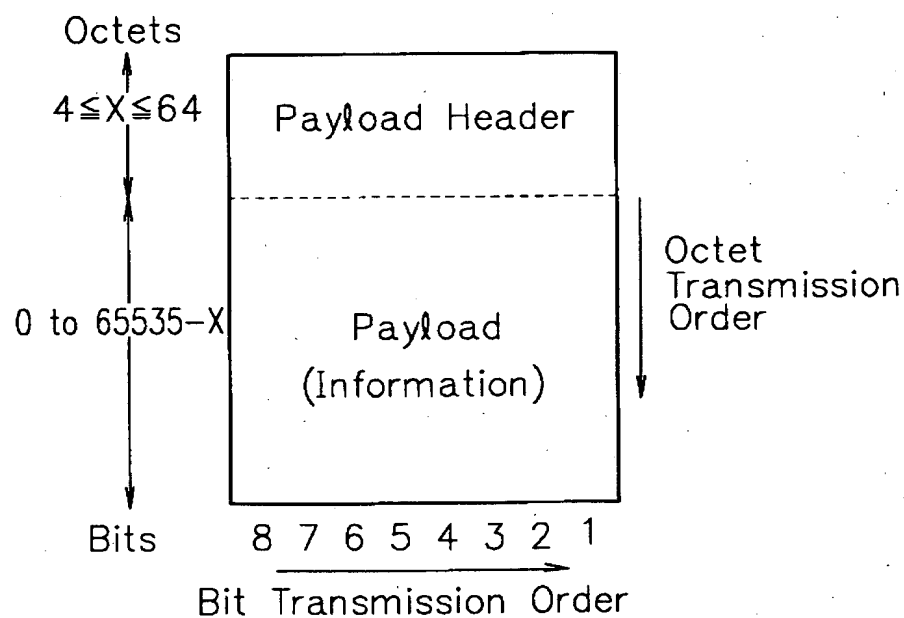 Octets
4≦X≦64
Payload Header
Octet
Transmission
Order
0 to 65535-X
Payload
(Information)
Bits
8 7 6 5 4 3 2 1
Bit Transmission Order